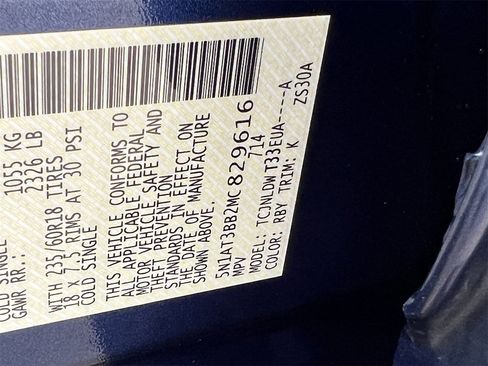 COLD SINGLE
GAWR RR.: 1055 KG
2326 LB
WITH 235/60R18 TIRES
18 X 7.5 RIMS AT 30 PSI
COLD SINGLE
THIS VEHICLE CONFORMS TO
ALL APPLICABLE FEDERAL
MOTOR VEHICLE SAFETY AND
THEFT PREVENTION
STANDARDS IN EFFECT ON
THE DATE OF MANUFACTURE
SHOWN ABOVE.
5N1AT3BB2MC829616
MPV 714
MODEL: TCJNLDWT33EUA----A
COLOR: RBY TRIM: K ZS30A